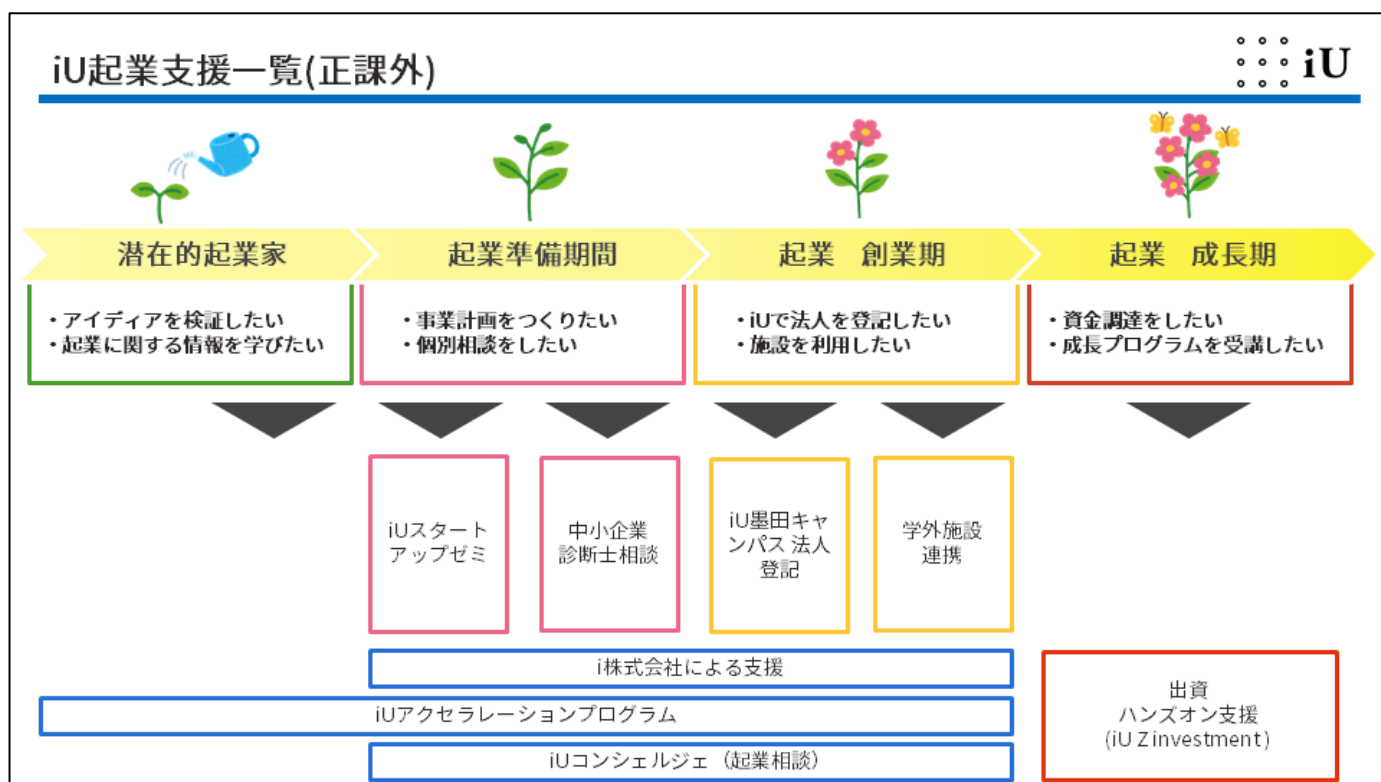 iU起業支援一覧(正課外)
iU
潜在的起業家
起業準備期間
起業　創業期
起業　成長期
・アイディアを検証したい
・起業に関する情報を学びたい
・事業計画をつくりたい
・個別相談をしたい
・iUで法人を登記したい
・施設を利用したい
・資金調達をしたい
・成長プログラムを受講したい
iUスタート
アップゼミ
中小企業
診断士相談
iU墨田キャ
ンパス 法人
登記
学外施設
連携
i株式会社による支援
iUアクセラレーションプログラム
iUコンシェルジェ（起業相談）
出資
ハンズオン支援
(iU Z investment)